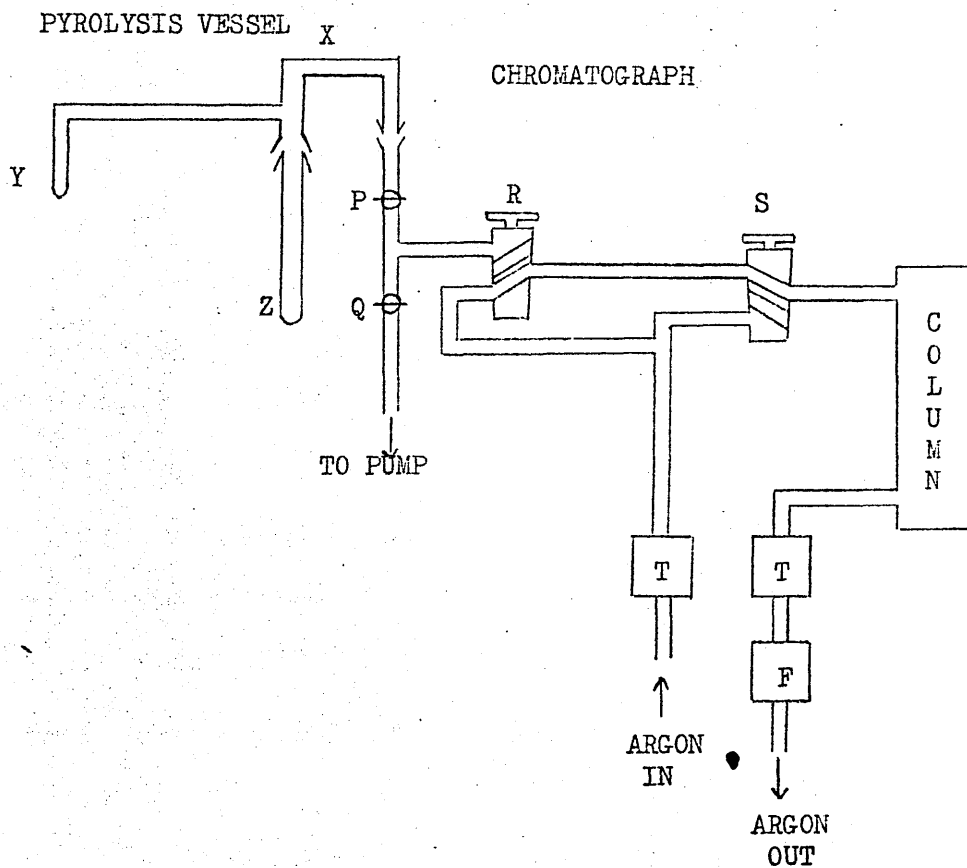 PYROLYSIS VESSEL
X
CHROMATOGRAPH
Y
P
R
S
Z
Q
C
O
L
U
M
N
TO PUMP
T
T
F
ARGON
IN
ARGON
OUT